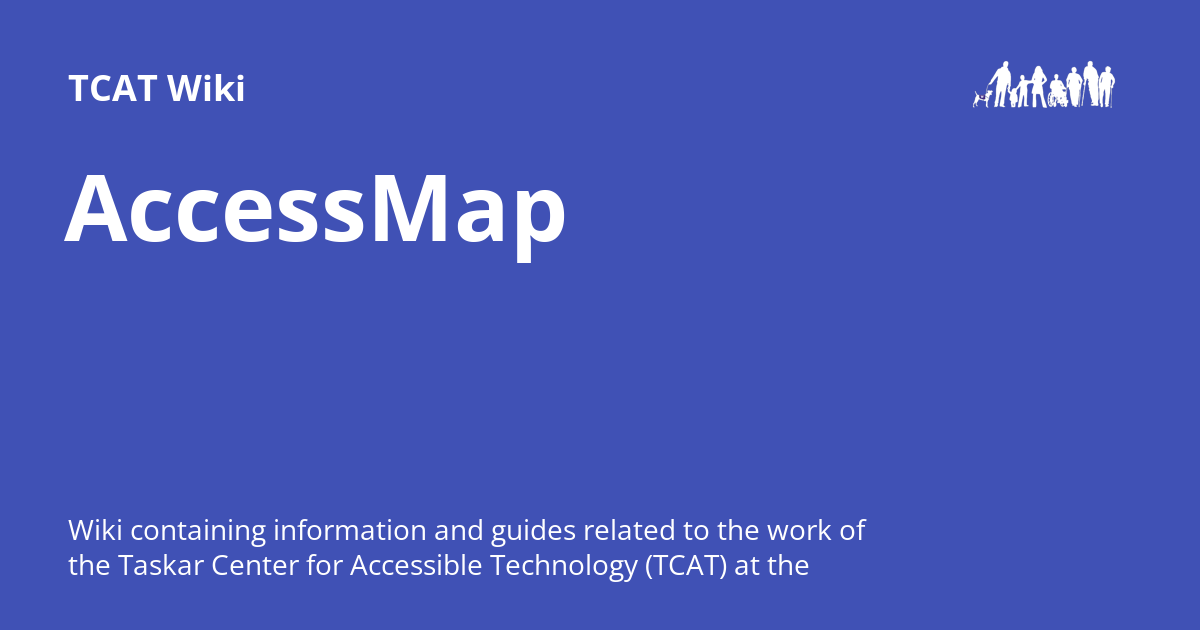 TCAT Wiki
AccessMap
Wiki containing information and guides related to the work of
the Taskar Center for Accessible Technology (TCAT) at the